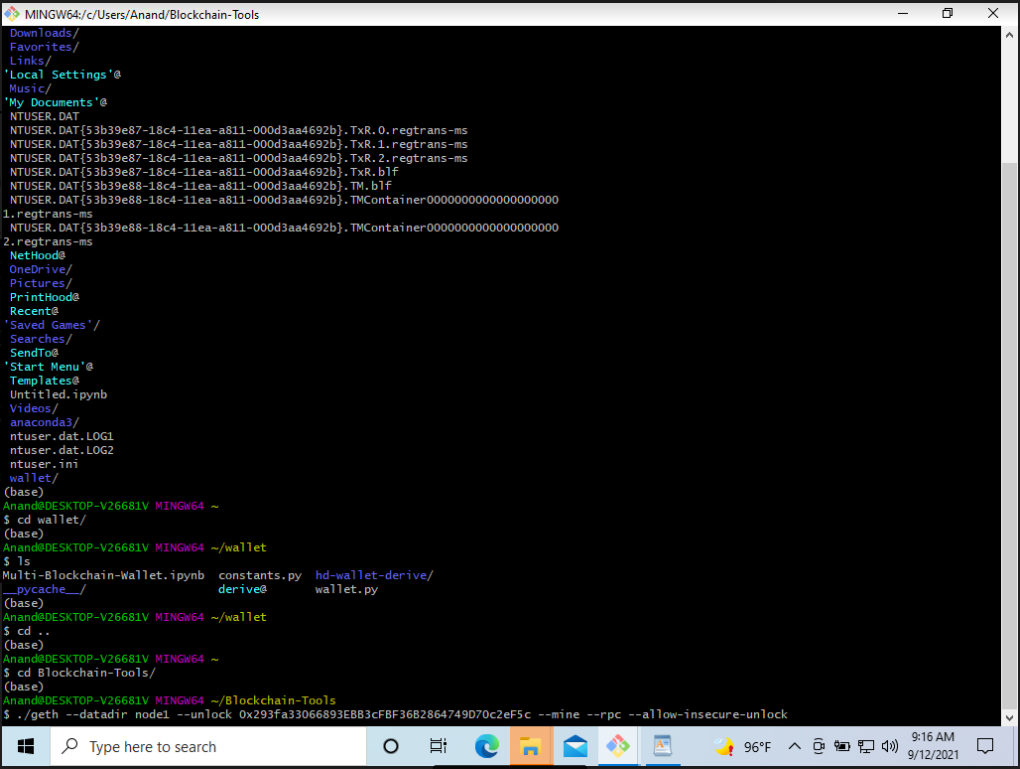 MINGW64:/c/Users/Anand/Blockchain-Tools
Downloads/
Favorites/
Links/
'Local Settings'@
Music/
'My Documents'@
NTUSER.DAT
NTUSER.DAT{53b39e87-18c4-11ea-a811-000d3aa4692b}.TxR.0.regtrans-ms
NTUSER.DAT{53b39e87-18c4-11ea-a811-000d3aa4692b}.TxR.1.regtrans-ms
NTUSER.DAT{53b39e87-18c4-11ea-a811-000d3aa4692b}.TxR.2.regtrans-ms
NTUSER.DAT{53b39e87-18c4-11ea-a811-000d3aa4692b}.TxR.blf
NTUSER.DAT{53b39e88-18c4-11ea-a811-000d3aa4692b}.TM.blf
NTUSER.DAT{53b39e88-18c4-11ea-a811-000d3aa4692b}.TMContainer0000000000000000000
1.regtrans-ms
NTUSER.DAT{53b39e88-18c4-11ea-a811-000d3aa4692b}.TMContainer0000000000000000000
2.regtrans-ms
NetHood@
OneDrive/
Pictures/
PrintHood@
Recent@
'Saved Games'/
Searches/
SendTo@
'Start Menu'@
Templates@
Untitled.ipynb
Videos/
anaconda3/
ntuser.dat.LOG1
ntuser.dat.LOG2
ntuser.ini
wallet/
(base)
Anand@DESKTOP-V26681V MINGW64 ~
$ cd wallet/
(base)
Anand@DESKTOP-V26681V MINGW64 ~/wallet
$ ls
Multi-Blockchain-Wallet.ipynb constants.py hd-wallet-derive/
__pycache__/ derive@ wallet.py
(base)
Anand@DESKTOP-V26681V MINGW64 ~/wallet
$ cd ..
(base)
Anand@DESKTOP-V26681V MINGW64 ~
$ cd Blockchain-Tools/
(base)
Anand@DESKTOP-V26681V MINGW64 ~/Blockchain-Tools
$ ./geth --datadir node1 --unlock 0x293fa33066893EBB3cFBF36B2864749D70c2eF5c --mine --rpc --allow-insecure-unlock
Type here to search
96°F
9:16 AM
9/12/2021